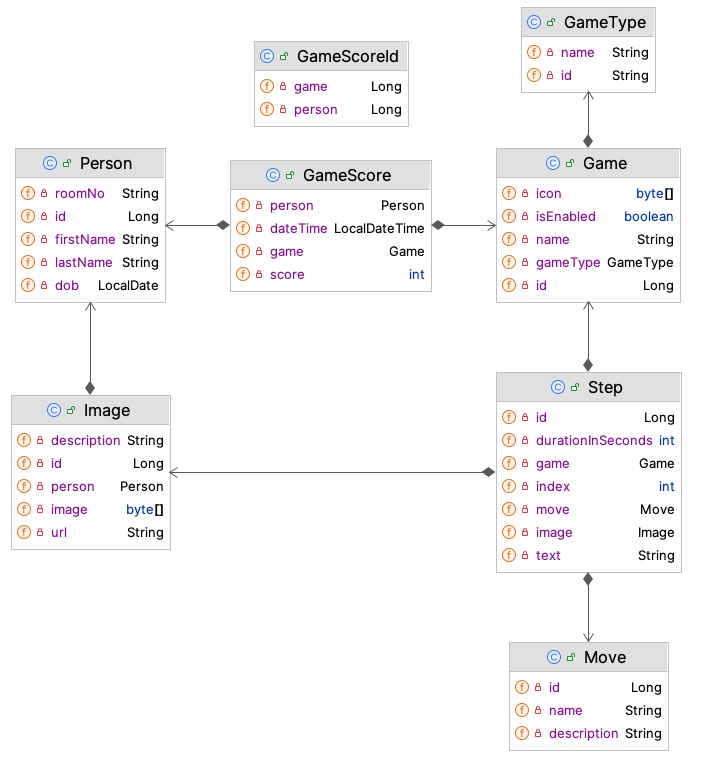 GameType
name String
id String
GameScoreId
game Long
person Long
Person
roomNo String
id Long
firstName String
lastName String
dob LocalDate
GameScore
person Person
dateTime LocalDateTime
game Game
score int
Game
icon byte[]
isEnabled boolean
name String
gameType GameType
id Long
Image
description String
id Long
person Person
image byte[]
url String
Step
id Long
durationInSeconds int
game Game
index int
move Move
image Image
text String
Move
id Long
name String
description String